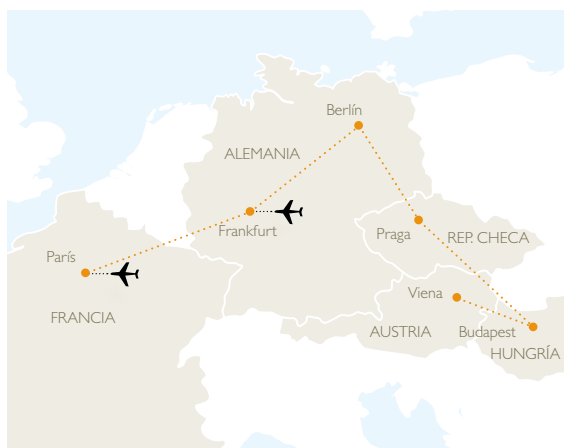 Berlín
ALEMANIA
Frankfurt
Praga
REP. CHECA
París
Viena
FRANCIA
AUSTRIA
Budapest
HUNGRÍA